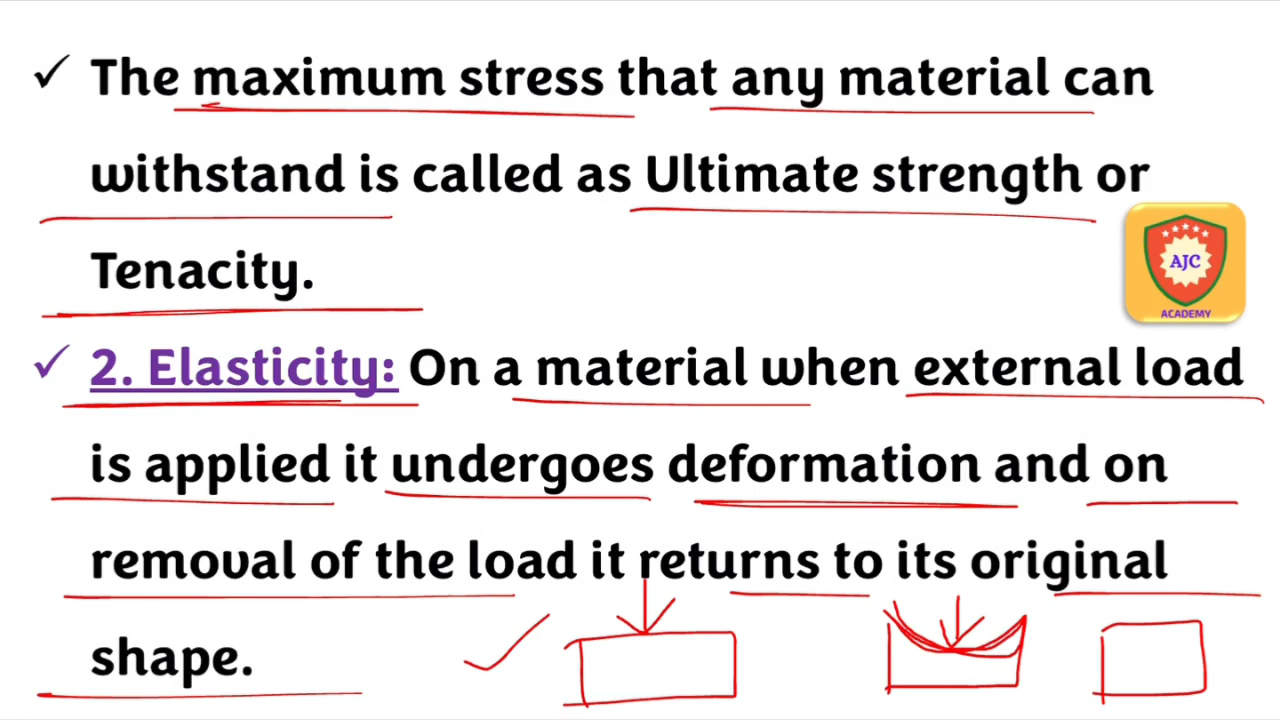 ✓ The maximum stress that any material can
withstand is called as Ultimate strength or
Tenacity.
AJC
ACADEMY
✓ 2. Elasticity: On a material when external load
is applied it undergoes deformation and on
removal of the load it returns to its original
shape.